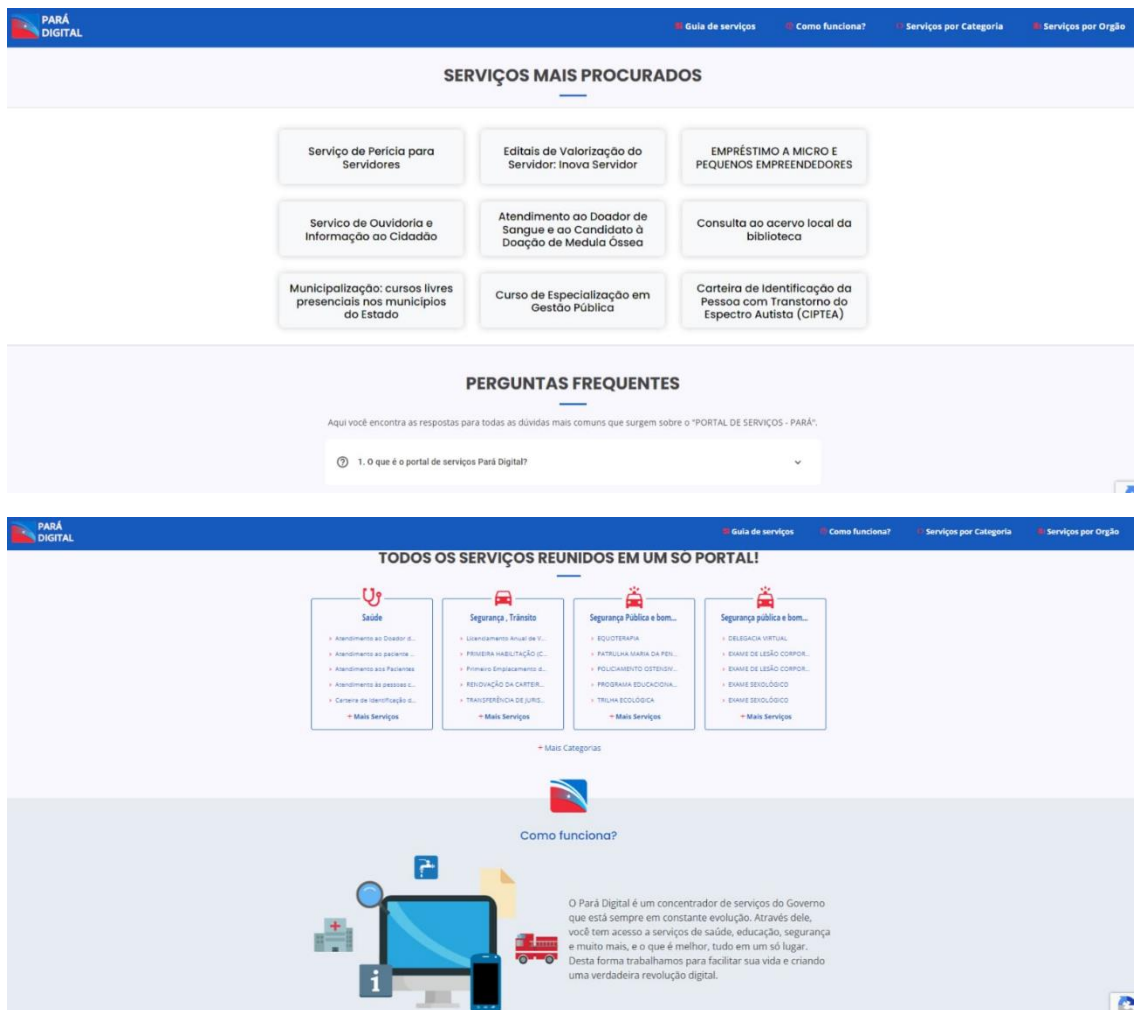 PARÁ
DIGITAL
Guia de serviços
Como funciona?
Serviços por Categoria
Serviços por Orgão
SERVIÇOS MAIS PROCURADOS
Serviço de Perícia para
Servidores
Editais de Valorização do
Servidor: Inova Servidor
EMPRÉSTIMO A MICRO E
PEQUENOS EMPREENDEDORES
Servico de Ouvidoria e
Informação ao Cidadão
Atendimento ao Doador de
Sangue e ao Candidato à
Doação de Medula Óssea
Consulta ao acervo local da
biblioteca
Municipalização: cursos livres
presenciais nos municípios
do Estado
Curso de Especialização em
Gestão Pública
Carteira de Identificação da
Pessoa com Transtorno do
Espectro Autista (CIPTEA)
PERGUNTAS FREQUENTES
Aqui você encontra as respostas para todas as dúvidas mais comuns que surgem sobre o "PORTAL DE SERVIÇOS - PARÁ".
1. O que é o portal de serviços Pará Digital?
PARÁ
DIGITAL
Guia de serviços
Como funciona?
Serviços por Categoria
Serviços por Orgão
TODOS OS SERVIÇOS REUNIDOS EM UM SÓ PORTAL!
Saúde
Atendimento ao Doador d...
Atendimento ao paciente ...
Atendimento aos Pacientes
Atendimento às pessoas c...
Carteira de Identificação d...
+ Mais Serviços
Segurança , Trânsito
Licenciamento Anual de V...
PRIMEIRA HABILITAÇÃO (C...
Primeiro Emplacamento d...
RENOVAÇÃO DA CARTEIR...
TRANSFERÊNCIA DE JURIS...
+ Mais Serviços
Segurança Pública e bom...
EQUOTERAPIA
PATRULHA MARIA DA PEN...
POLICIAMENTO OSTENSIV...
PROGRAMA EDUCACIONA...
TRILHA ECOLÓGICA
+ Mais Serviços
Segurança pública e bom...
DELEGACIA VIRTUAL
EXAME DE LESÃO CORPOR...
EXAME DE LESÃO CORPOR...
EXAME SEXOLÓGICO
EXAME SEXOLÓGICO
+ Mais Serviços
+ Mais Categorias
Como funciona?
O Pará Digital é um concentrador de serviços do Governo
que está sempre em constante evolução. Através dele,
você tem acesso a serviços de saúde, educação, segurança
e muito mais, e o que é melhor, tudo em um só lugar.
Desta forma trabalhamos para facilitar sua vida e criando
uma verdadeira revolução digital.